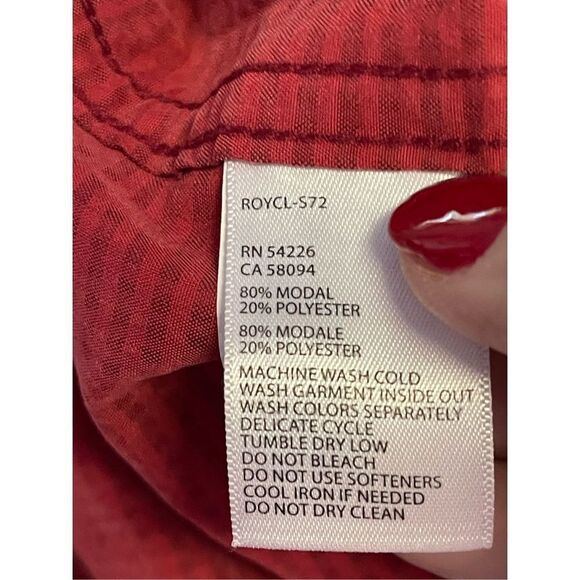 ROYCL-S72
RN 54226
CA 58094
80% MODAL
20% POLYESTER
80% MODALE
20% POLYESTER
MACHINE WASH COLD
WASH GARMENT INSIDE OUT
WASH COLORS SEPARATELY
DELICATE CYCLE
TUMBLE DRY LOW
DO NOT BLEACH
DO NOT USE SOFTENERS
COOL IRON IF NEEDED
DO NOT DRY CLEAN